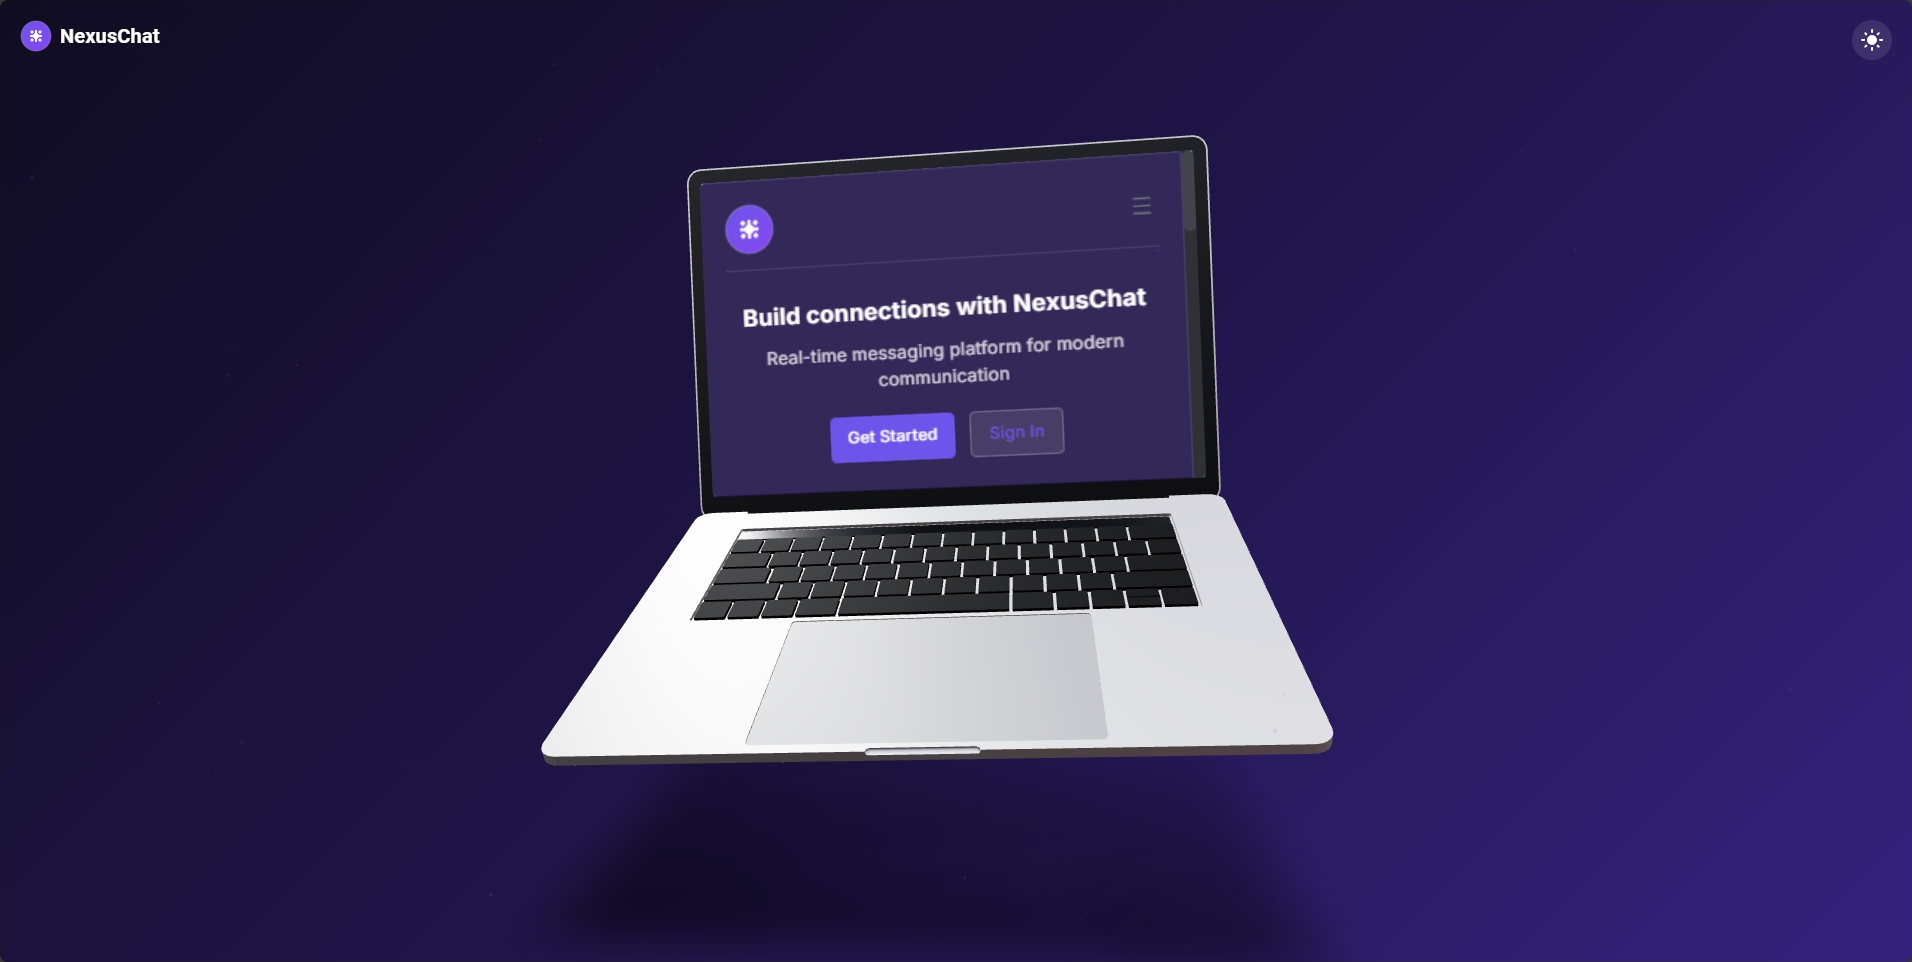 NexusChat
Build connections with NexusChat
Real-time messaging platform for modern
communication
Get Started
Sign In